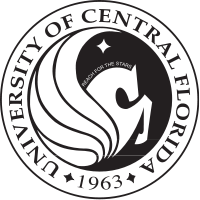 UNIVERSITY OF CENTRAL FLORIDA
REACH FOR THE STARS
1963